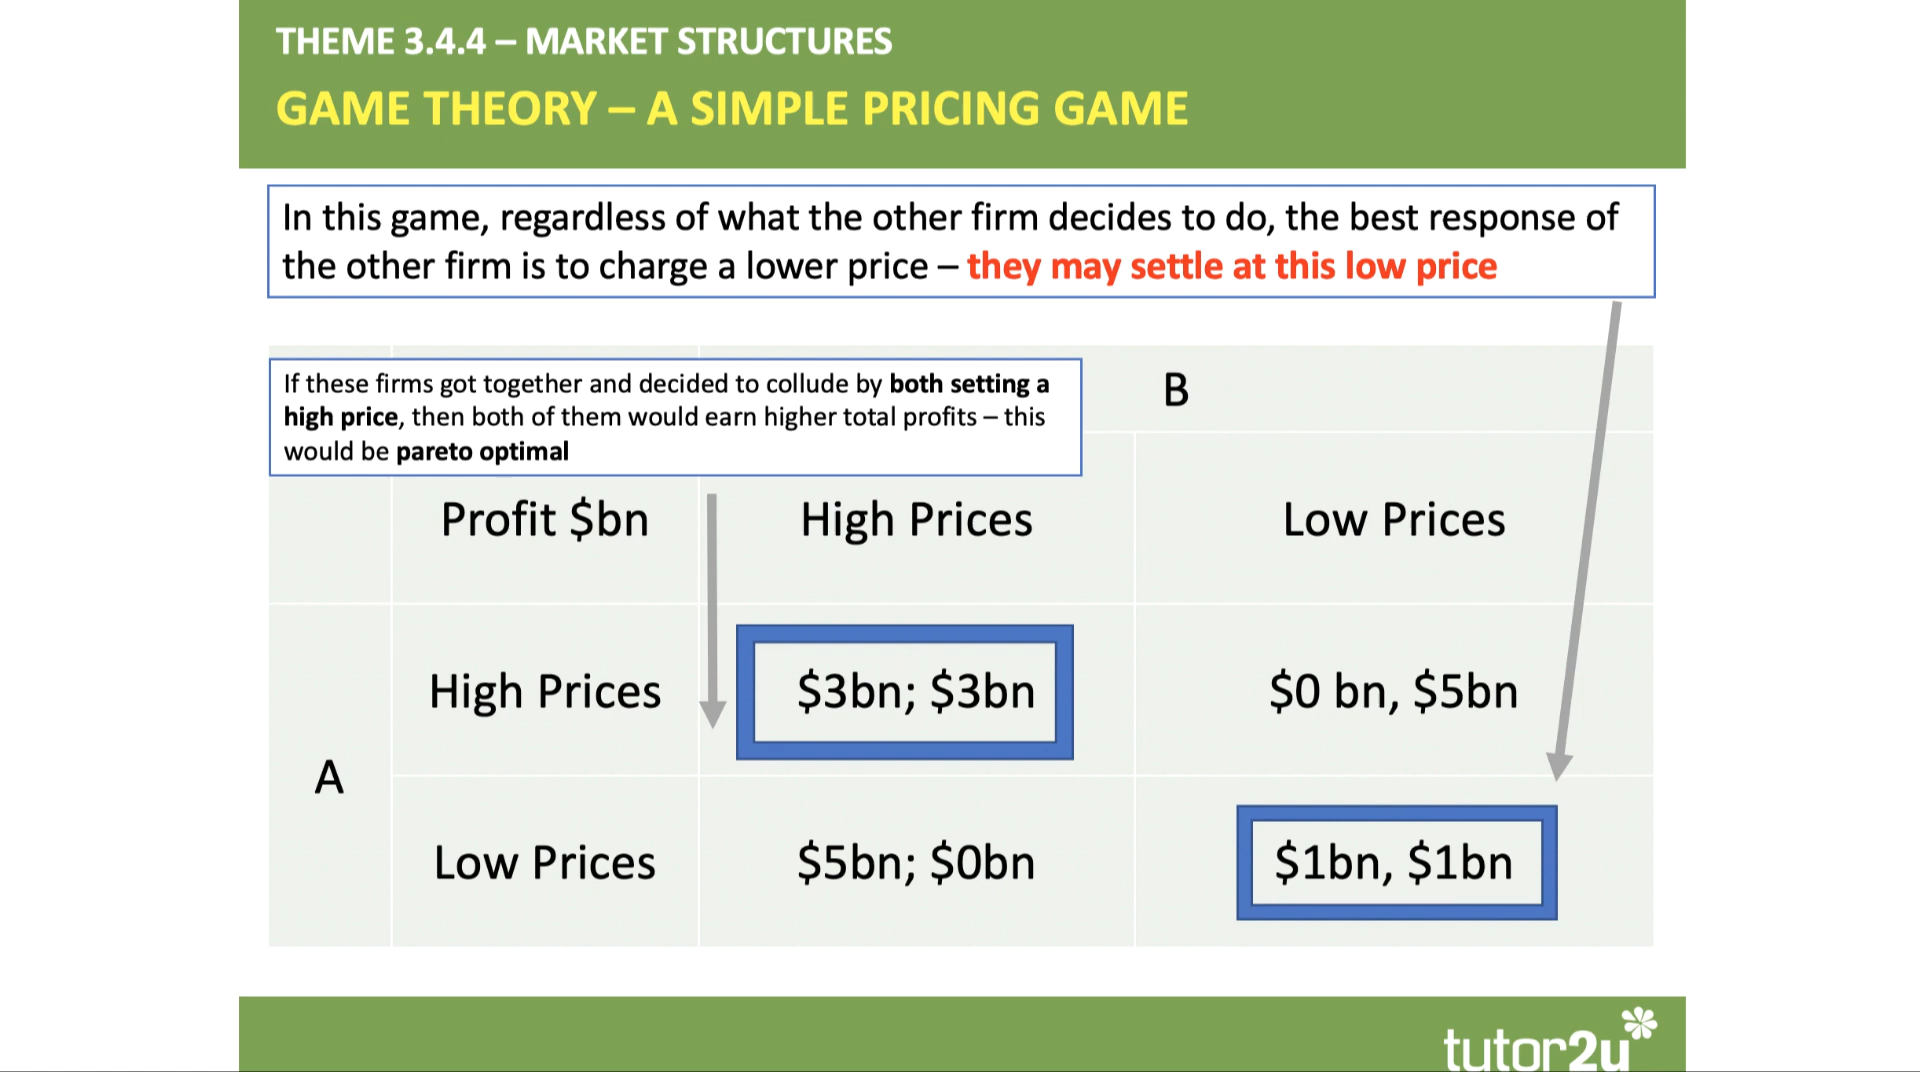 THEME 3.4.4 – MARKET STRUCTURES
GAME THEORY – A SIMPLE PRICING GAME
In this game, regardless of what the other firm decides to do, the best response of
the other firm is to charge a lower price – they may settle at this low price
If these firms got together and decided to collude by both setting a
high price, then both of them would earn higher total profits – this
would be pareto optimal
B
Profit $bn
High Prices
Low Prices
High Prices
$3bn; $3bn
$0 bn, $5bn
A
Low Prices
$5bn; $0bn
$1bn, $1bn
tutor2u